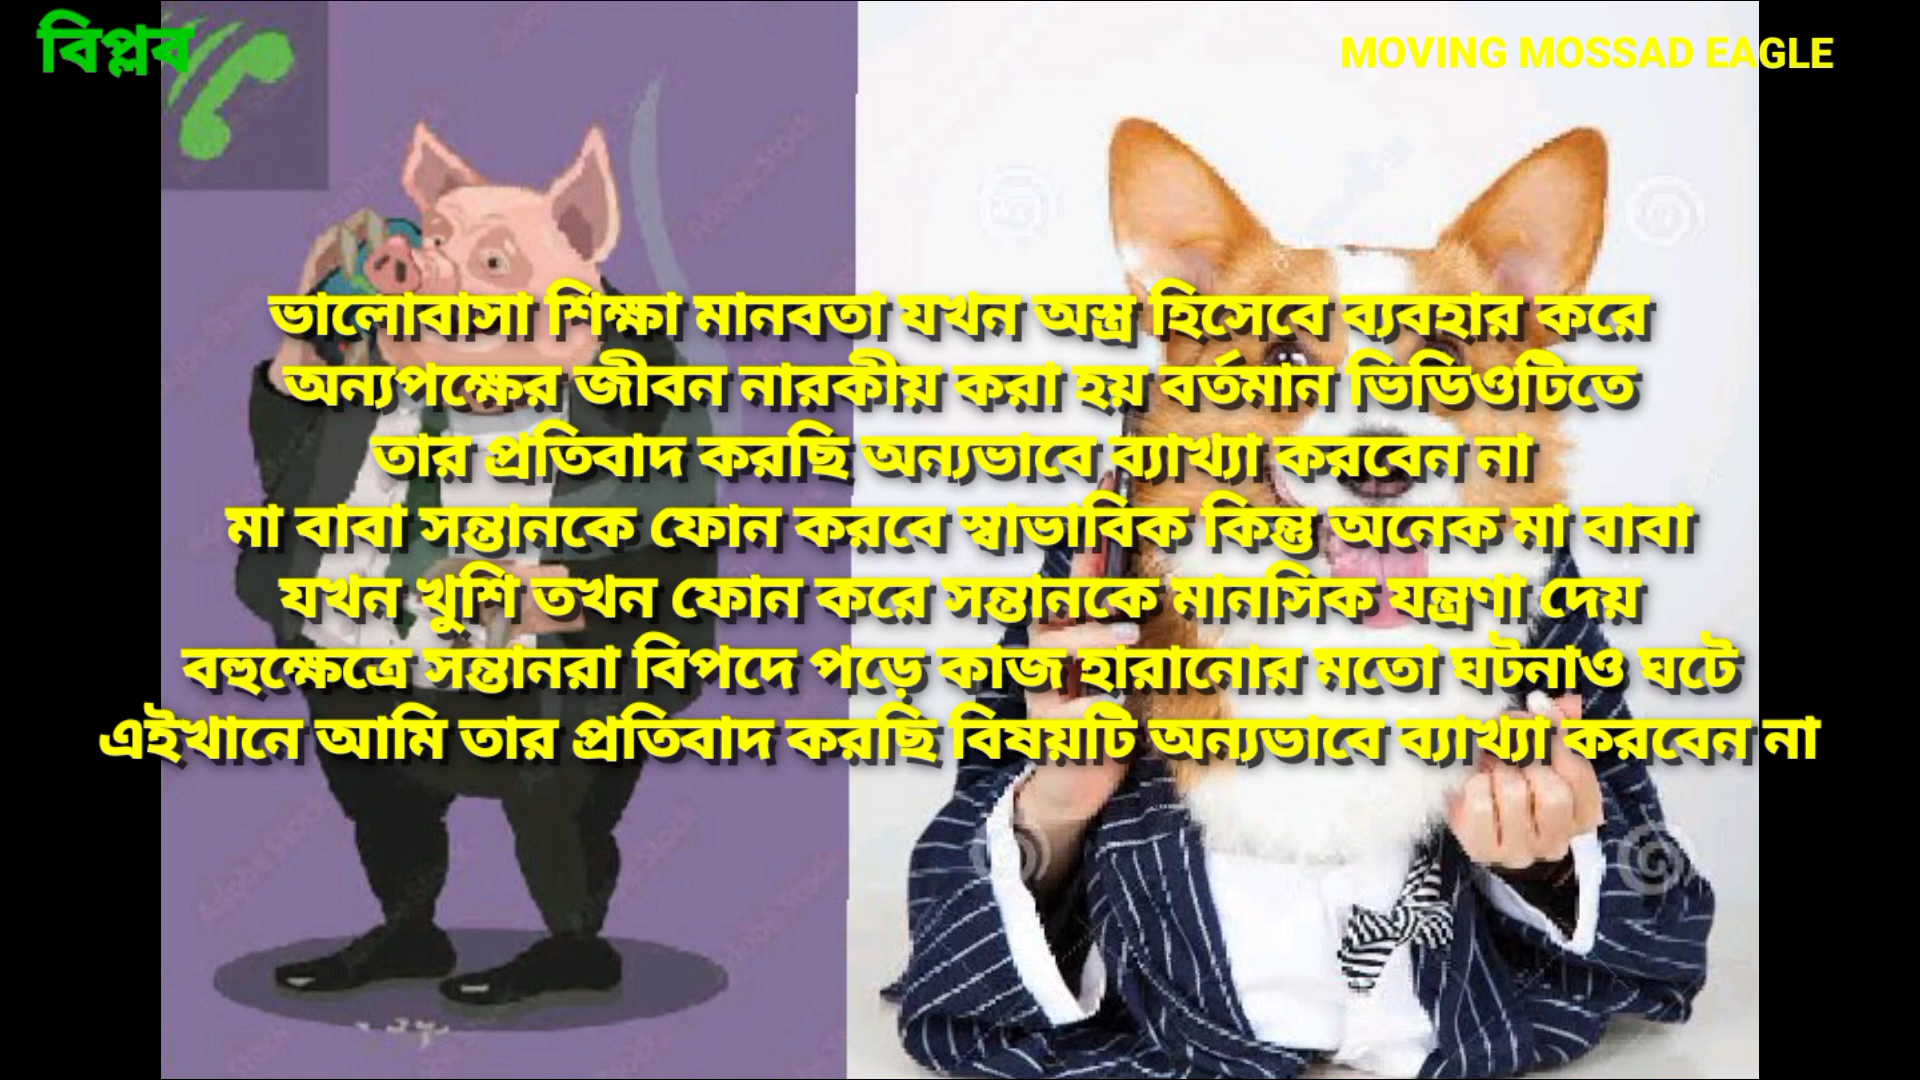 বিপ্লব
MOVING MOSSAD EAGLE
ভালোবাসা শিক্ষা মানবতা যখন অস্ত্র হিসেবে ব্যবহার করে
অন্যপক্ষের জীবন নারকীয় করা হয় বর্তমান ভিডিওটিতে
তার প্রতিবাদ করছি অন্যভাবে ব্যাখ্যা করবেন না
মা বাবা সন্তানকে ফোন করবে স্বাভাবিক কিন্তু অনেক মা বাবা
যখন খুশি তখন ফোন করে সন্তানকে মানসিক যন্ত্রণা দেয়
বহুক্ষেত্রে সন্তানরা বিপদে পড়ে কাজ হারানোর মতো ঘটনাও ঘটে
এইখানে আমি তার প্রতিবাদ করছি বিষয়টি অন্যভাবে ব্যাখ্যা করবেন না